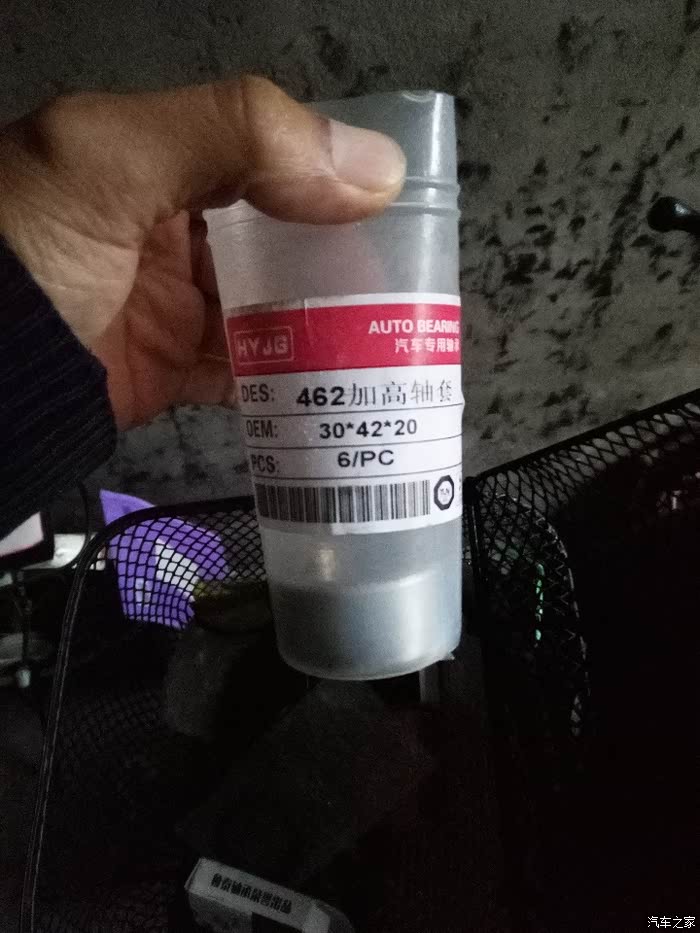 HYJG
AUTO BEARING
汽车专用轴承
DES: 462加高轴套
OEM: 30*42*20
PCS: 6/PC
汽车之家